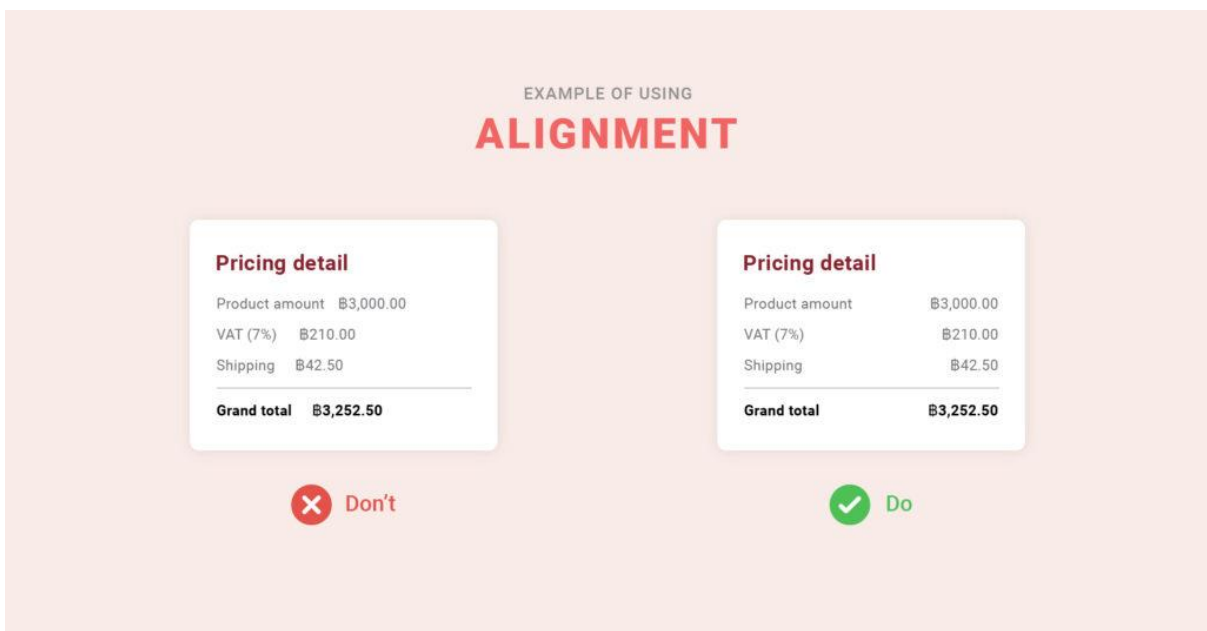 EXAMPLE OF USING
ALIGNMENT
Pricing detail
Product amount ฿3,000.00
VAT (7%) ฿210.00
Shipping ฿42.50
Grand total ฿3,252.50
Don’t
Pricing detail
Product amount ฿3,000.00
VAT (7%) ฿210.00
Shipping ฿42.50
Grand total ฿3,252.50
Do